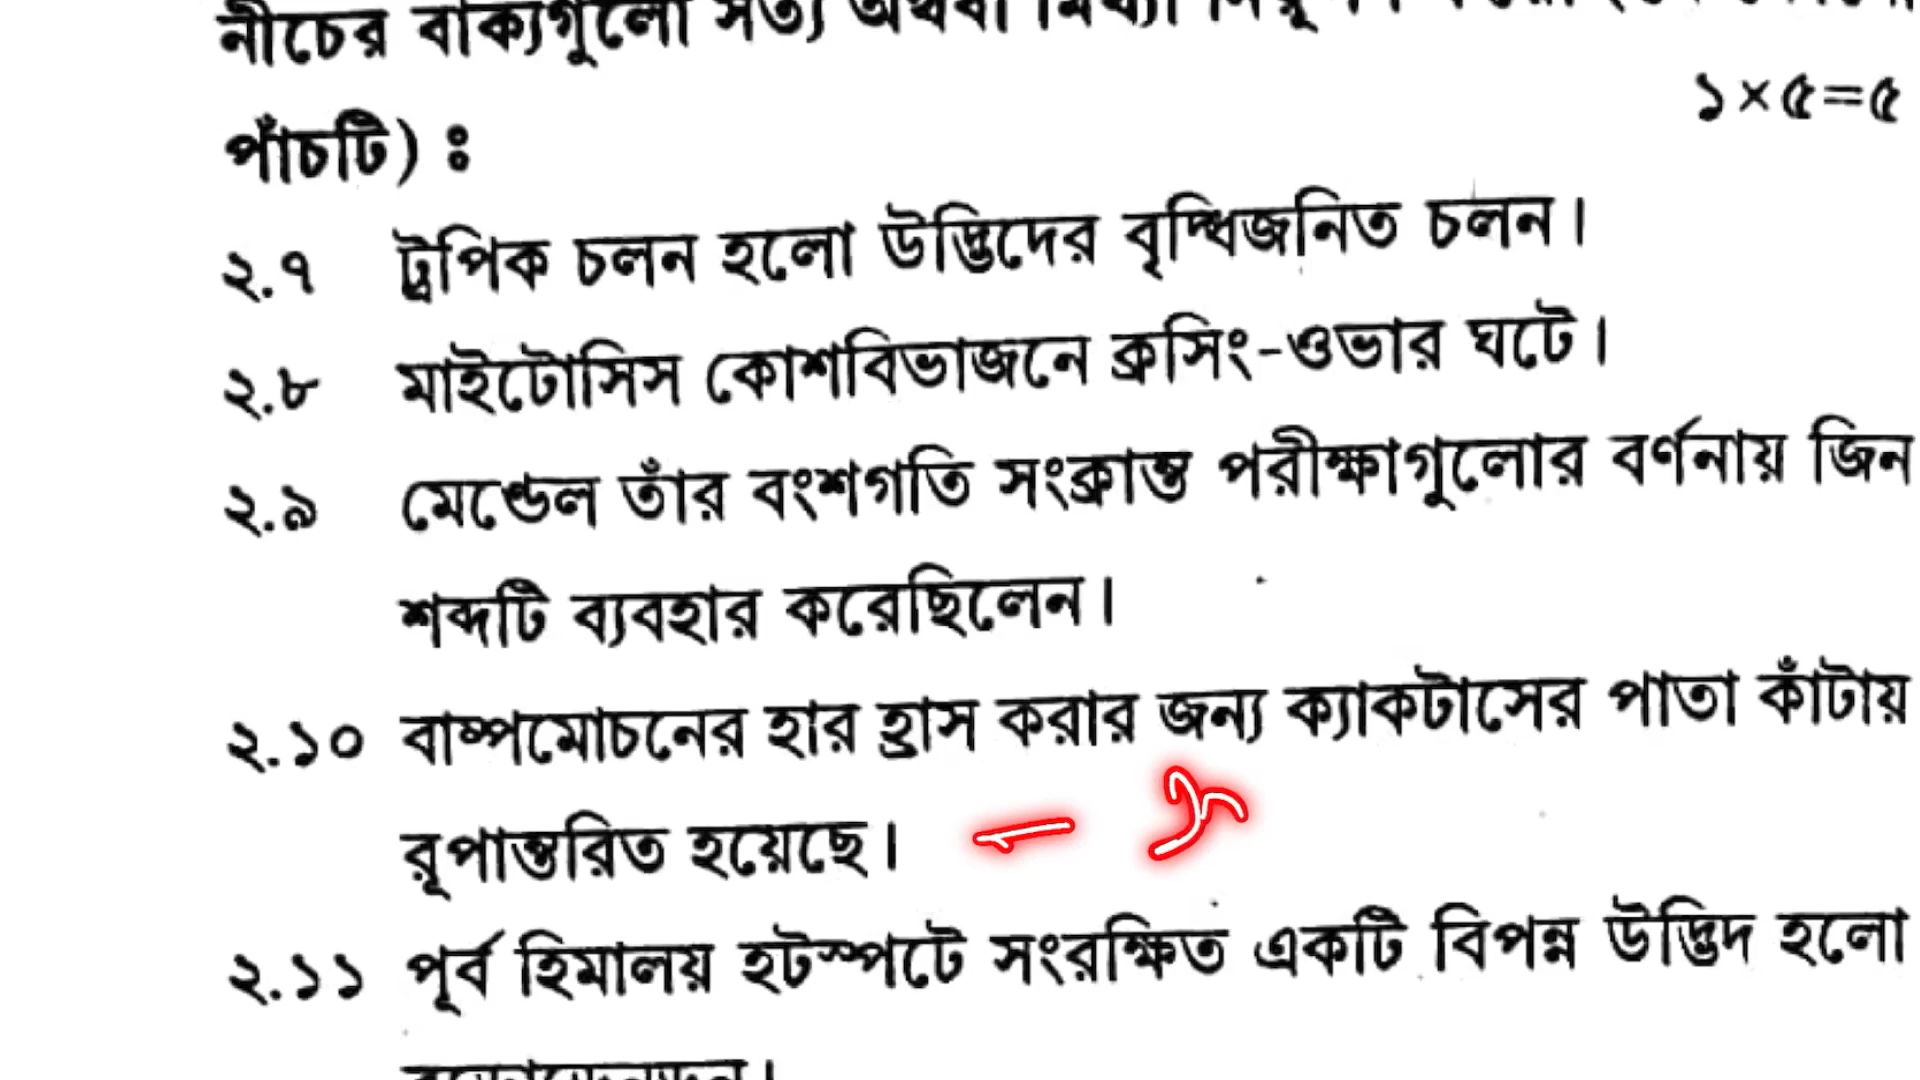 নীচের বাক্যগুলো সত্য অথবা মিথ্যা
১×৫=৫
পাঁচটি) ঃ
২.৭ ট্রপিক চলন হলো উদ্ভিদের বৃদ্ধিজনিত চলন।
২.৮ মাইটোসিস কোশবিভাজনে ক্রসিং-ওভার ঘটে।
২.৯ মেন্ডেল তাঁর বংশগতি সংক্রান্ত পরীক্ষাগুলোর বর্ণনায় জিন
শব্দটি ব্যবহার করেছিলেন।
২.১০ বাষ্পমোচনের হার হ্রাস করার জন্য ক্যাকটাসের পাতা কাঁটায়
রূপান্তরিত হয়েছে।
২.১১ পূর্ব হিমালয় হটস্পটে সংরক্ষিত একটি বিপন্ন উদ্ভিদ হলো